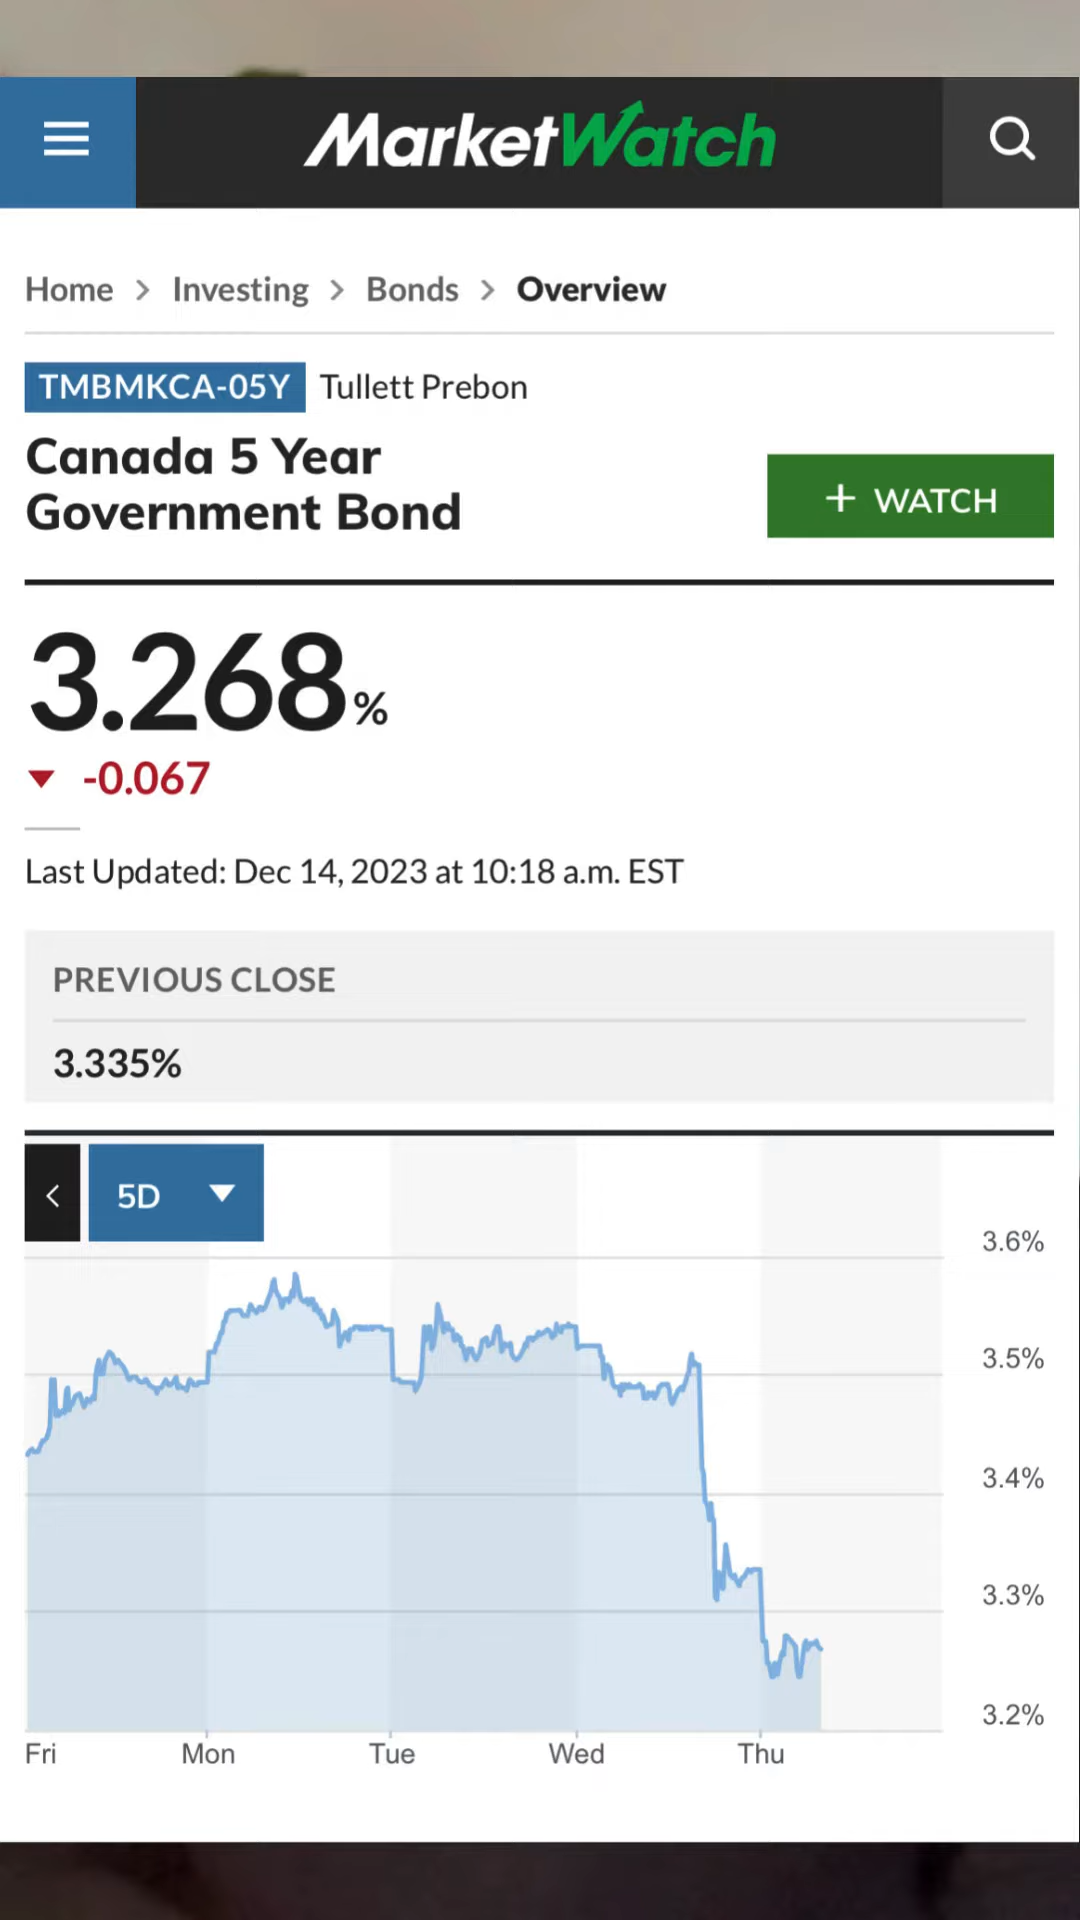 MarketWatch
Home > Investing > Bonds > Overview
TMBMKCA-05Y Tullett Prebon
Canada 5 Year
Government Bond
+ WATCH
3.268%
-0.067
Last Updated: Dec 14, 2023 at 10:18 a.m. EST
PREVIOUS CLOSE
3.335%
5D
3.6%
3.5%
3.4%
3.3%
3.2%
Fri Mon Tue Wed Thu